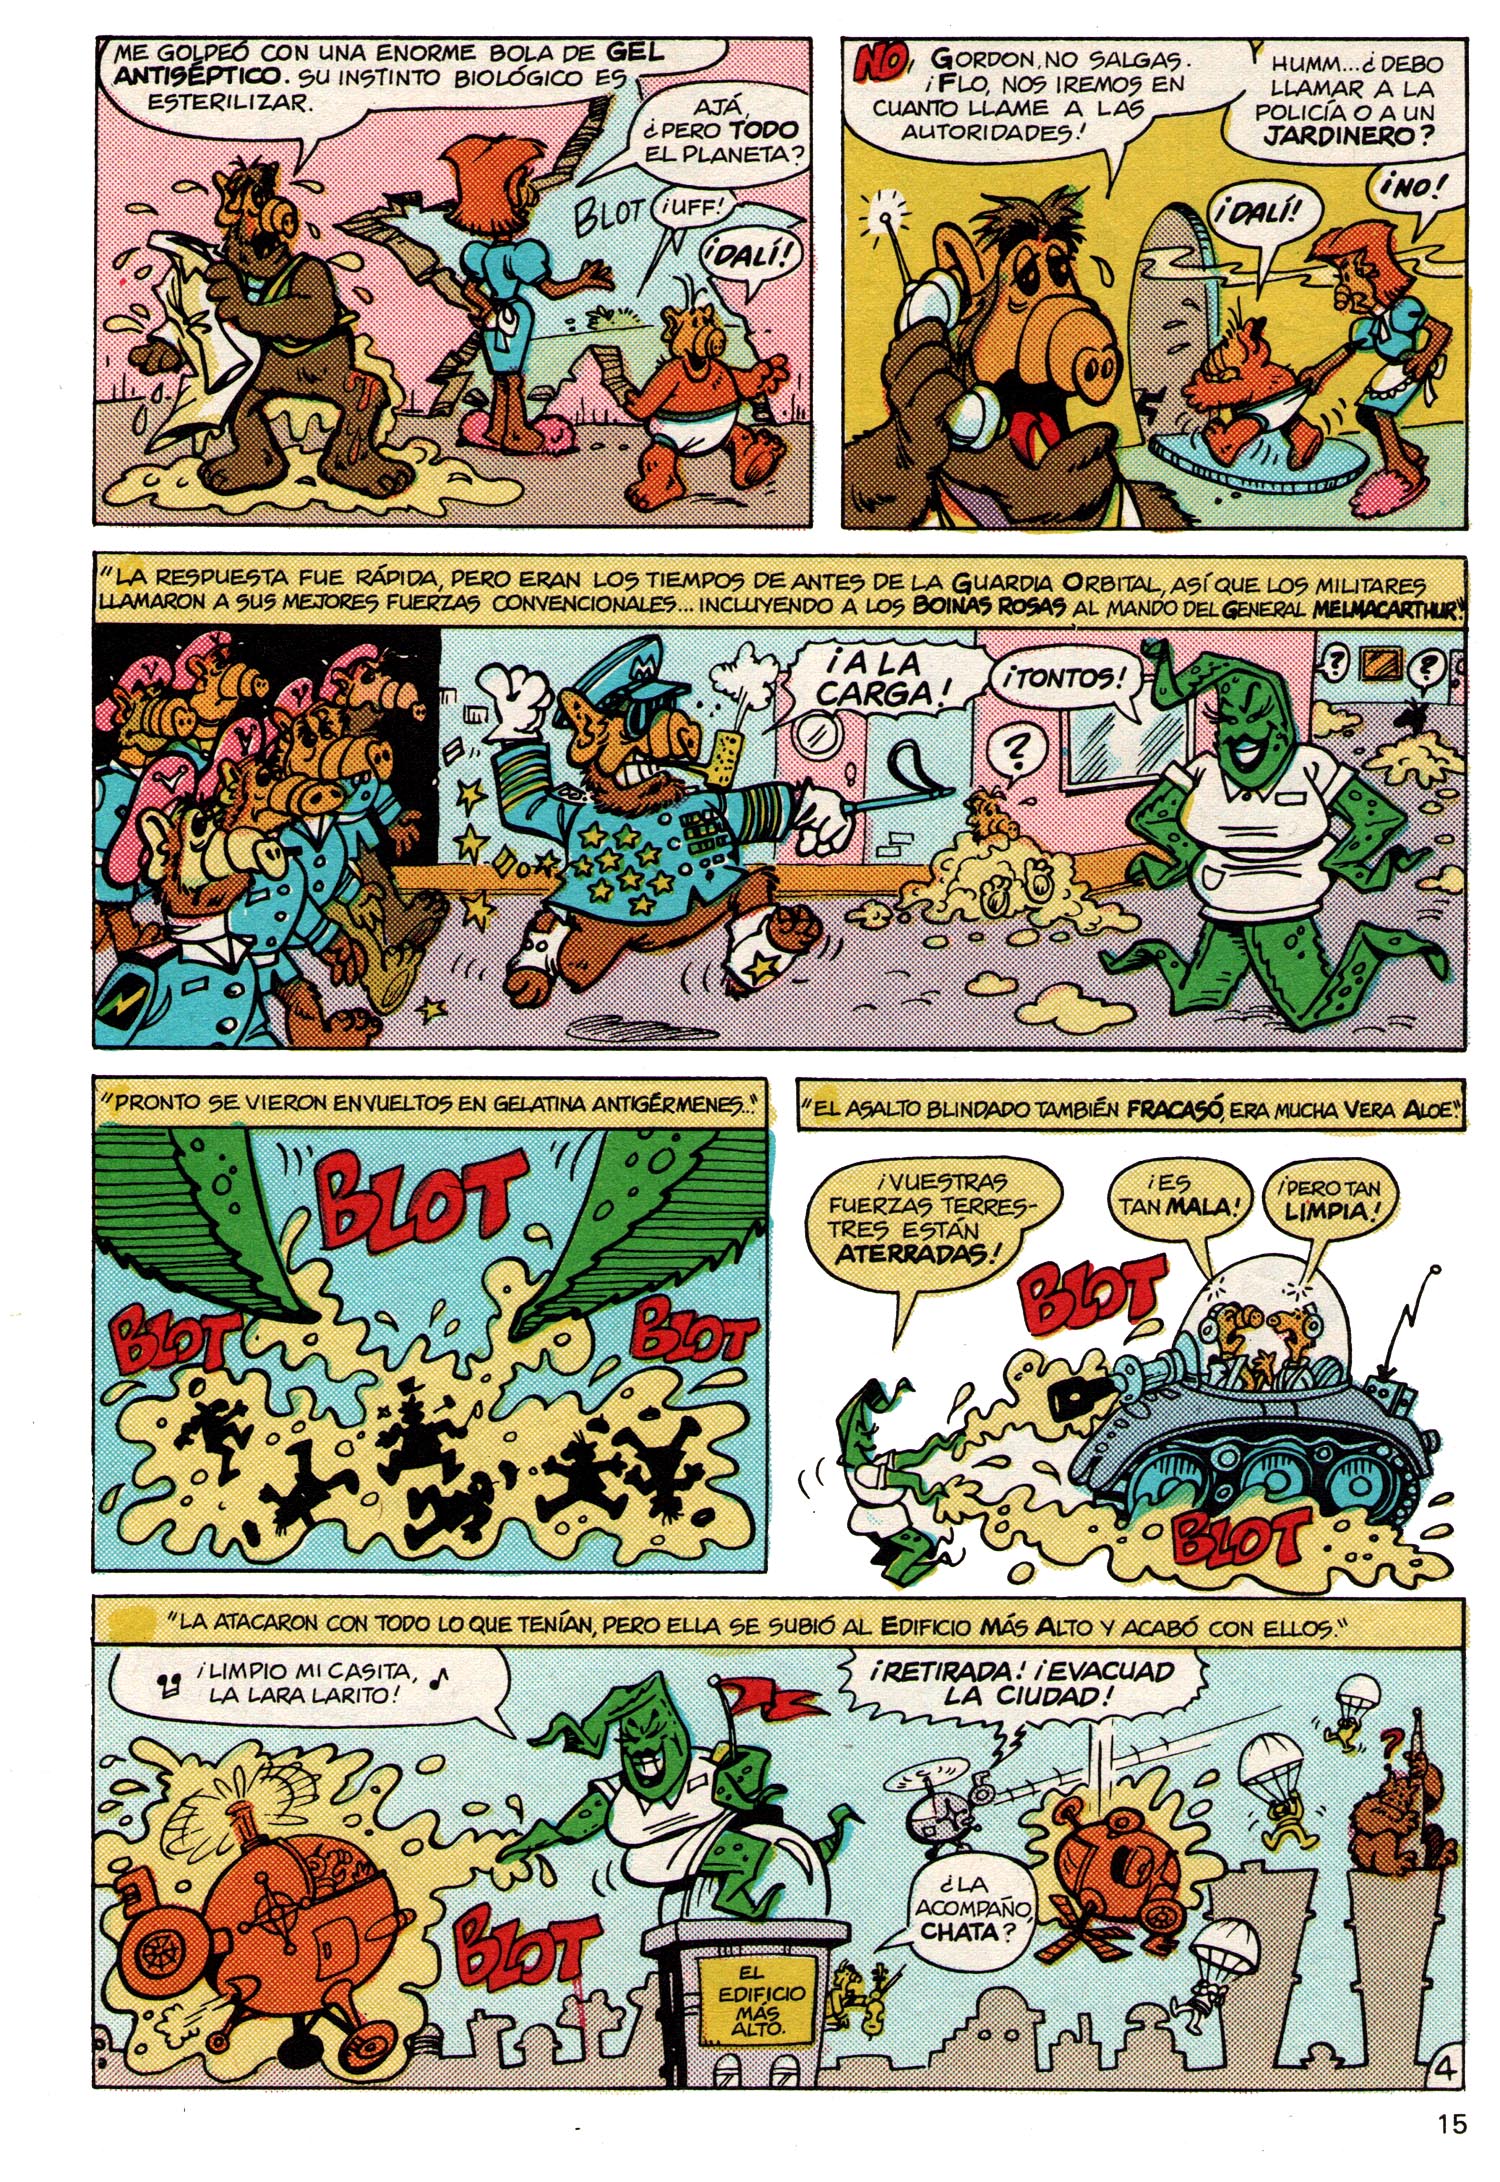 ME GOLPEÓ CON UNA ENORME BOLA DE GEL
ANTISÉPTICO. SU INSTINTO BIOLÓGICO ES
ESTERILIZAR.
AJÁ,
¿PERO TODO
EL PLANETA?
BLOT
¡UFF!
¡DALÍ!
NO, GORDON, NO SALGAS.
¡FLO, NOS IREMOS EN
CUANTO LLAME A LAS
AUTORIDADES!
HUMM...¿DEBO
LLAMAR A LA
POLICÍA O A UN
JARDINERO?
¡DALÍ!
¡NO!
"LA RESPUESTA FUE RÁPIDA, PERO ERAN LOS TIEMPOS DE ANTES DE LA GUARDIA ORBITAL, ASÍ QUE LOS MILITARES
LLAMARON A SUS MEJORES FUERZAS CONVENCIONALES... INCLUYENDO A LOS BOINAS ROSAS AL MANDO DEL GENERAL MELMACARTHUR."
M
¡A LA
CARGA!
¡TONTOS!
?
?
?
"PRONTO SE VIERON ENVUELTOS EN GELATINA ANTIGÉRMENES..."
BLOT
BLOT
BLOT
"EL ASALTO BLINDADO TAMBIÉN FRACASÓ, ERA MUCHA VERA ALOE."
¡VUESTRAS
FUERZAS TERRES-
TRES ESTÁN
ATERRADAS!
¡ES
TAN MALA!
¡PERO TAN
LIMPIA!
BLOT
BLOT
"LA ATACARON CON TODO LO QUE TENÍAN, PERO ELLA SE SUBIÓ AL EDIFICIO MÁS ALTO Y ACABÓ CON ELLOS."
¡LIMPIO MI CASITA,
LA LARA LARITO!
¡RETIRADA! ¡EVACUAD
LA CIUDAD!
?
BLOT
¿LA
ACOMPAÑO,
CHATA?
EL
EDIFICIO
MÁS
ALTO.
4
15